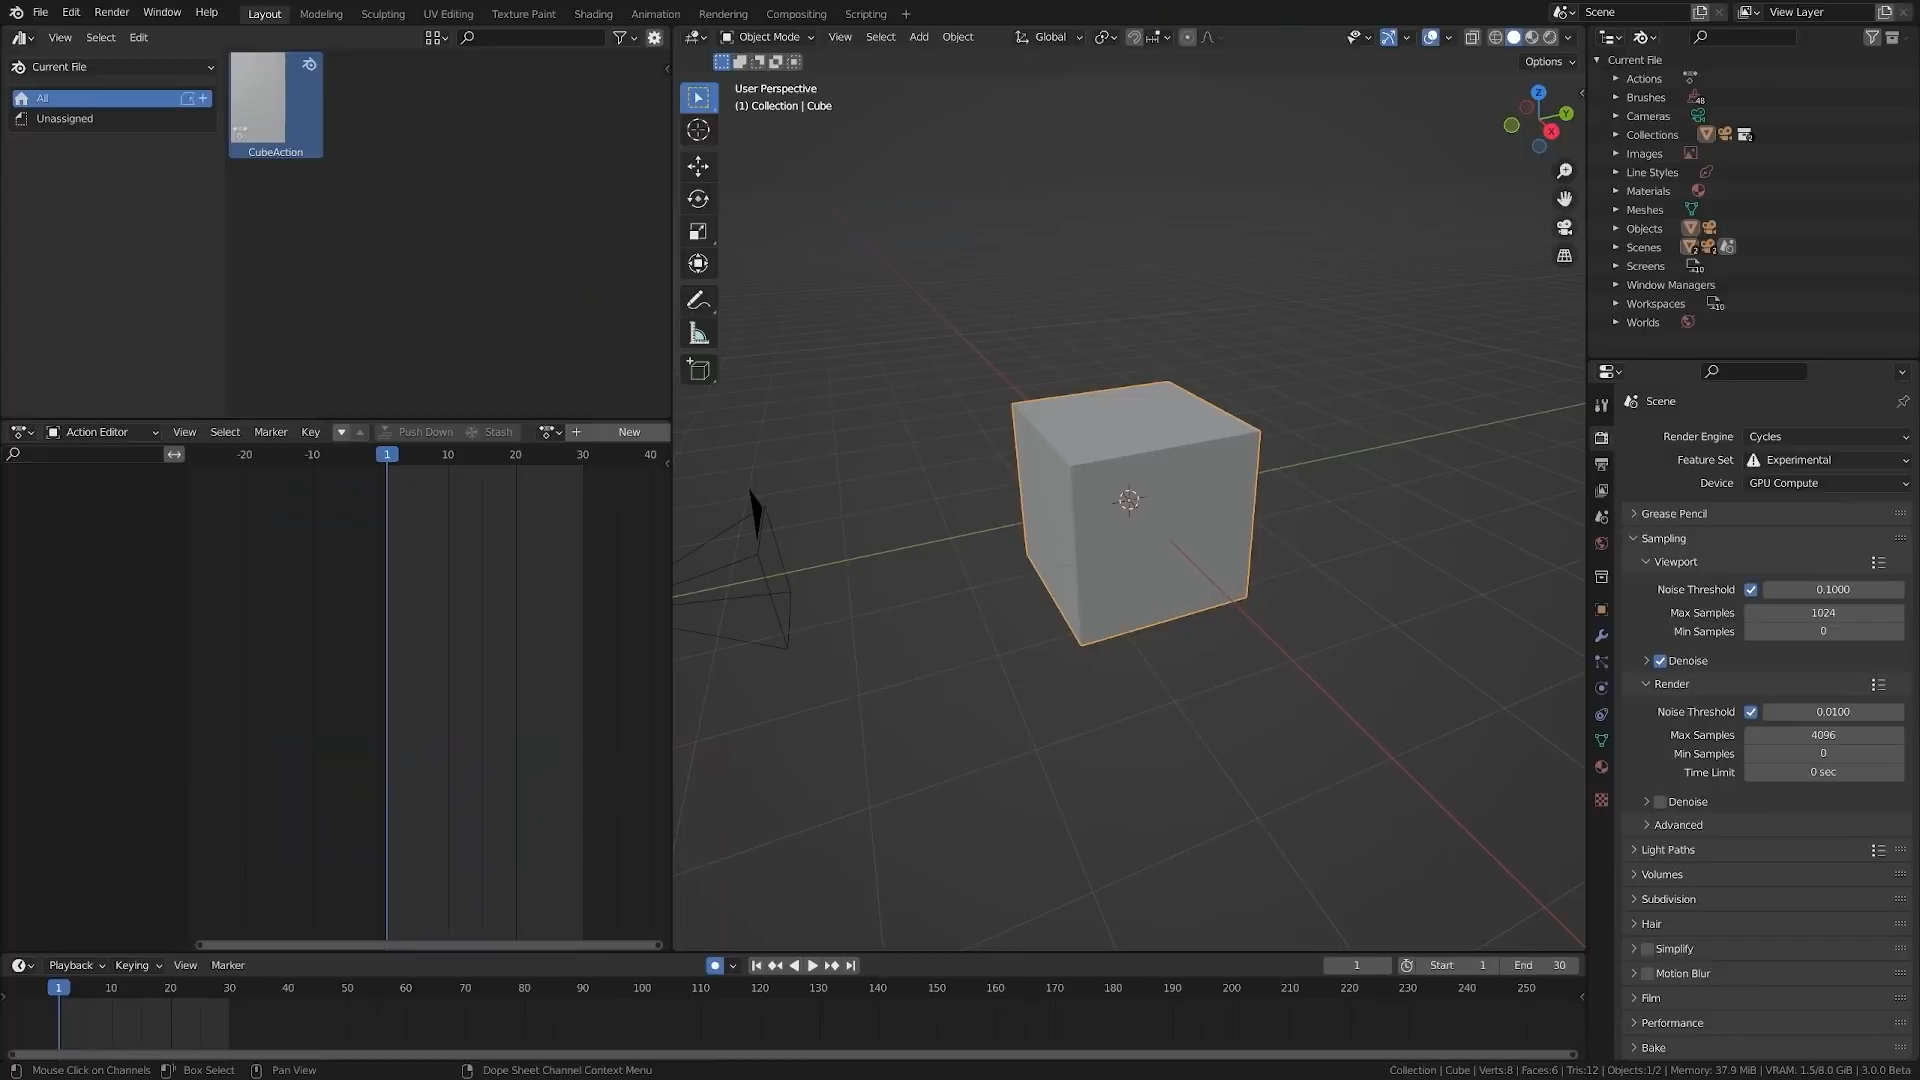 File Edit Render Window Help Layout Modeling Sculpting UV Editing Texture Paint Shading Animation Rendering Compositing Scripting + Scene View Layer
View Select Edit
Object Mode View Select Add Object Global
Options
Current File
All
Unassigned
CubeAction
User Perspective
(1) Collection | Cube
Z
Y
X
Current File
Actions
Brushes 48
Cameras
Collections 2
Images
Line Styles
Materials
Meshes
Objects
Scenes 2 2
Screens 10
Window Managers
Workspaces 10
Worlds
Action Editor View Select Marker Key Push Down Stash + New
-20 -10 1 10 20 30 40
Scene
Render Engine Cycles
Feature Set Experimental
Device GPU Compute
Grease Pencil
Sampling
Viewport
Noise Threshold 0.1000
Max Samples 1024
Min Samples 0
Denoise
Render
Noise Threshold 0.0100
Max Samples 4096
Min Samples 0
Time Limit 0 sec
Denoise
Advanced
Light Paths
Volumes
Subdivision
Hair
Simplify
Motion Blur
Film
Performance
Bake
Playback Keying View Marker 1 Start 1 End 30
1 10 20 30 40 50 60 70 80 90 100 110 120 130 140 150 160 170 180 190 200 210 220 230 240 250
Mouse Click on Channels Box Select Pan View Dope Sheet Channel Context Menu Collection | Cube | Verts:8 | Faces:6 | Tris:12 | Objects:1/2 | Memory: 37.9 MiB | VRAM: 1.5/8.0 GiB | 3.0.0 Beta